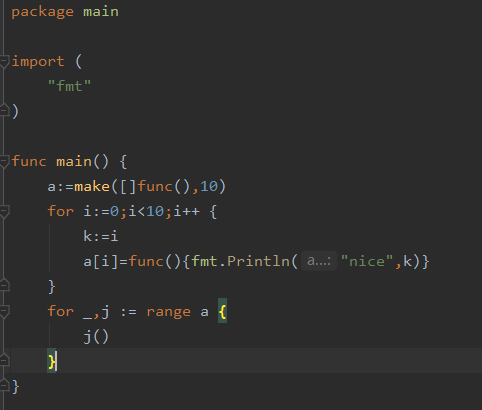 package main
import (
"fmt"
)
func main() {
a:=make([]func(),10)
for i:=0;i<10;i++ {
k:=i
a[i]=func(){fmt.Println( a...: "nice",k)}
}
for _,j := range a {
j()
}
}